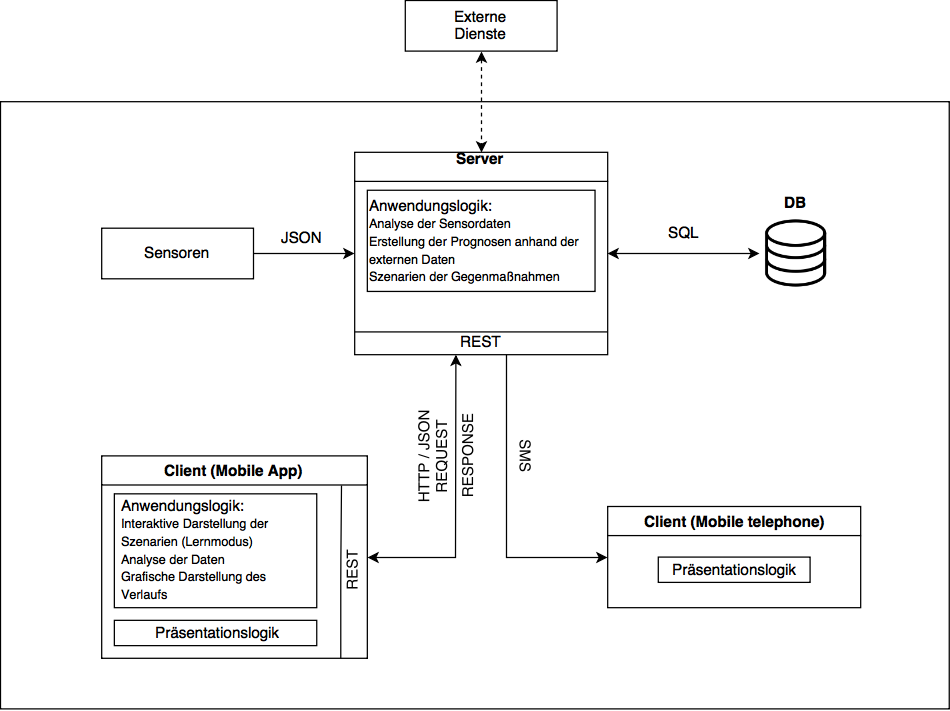 Externe
Dienste
Server
Anwendungslogik:
Analyse der Sensordaten
Erstellung der Prognosen anhand der
externen Daten
Szenarien der Gegenmaßnahmen
REST
Sensoren
JSON
SQL
DB
HTTP / JSON
REQUEST
RESPONSE
SMS
Client (Mobile App)
Anwendungslogik:
Interaktive Darstellung der
Szenarien (Lernmodus)
Analyse der Daten
Grafische Darstellung des
Verlaufs
Präsentationslogik
REST
Client (Mobile telephone)
Präsentationslogik